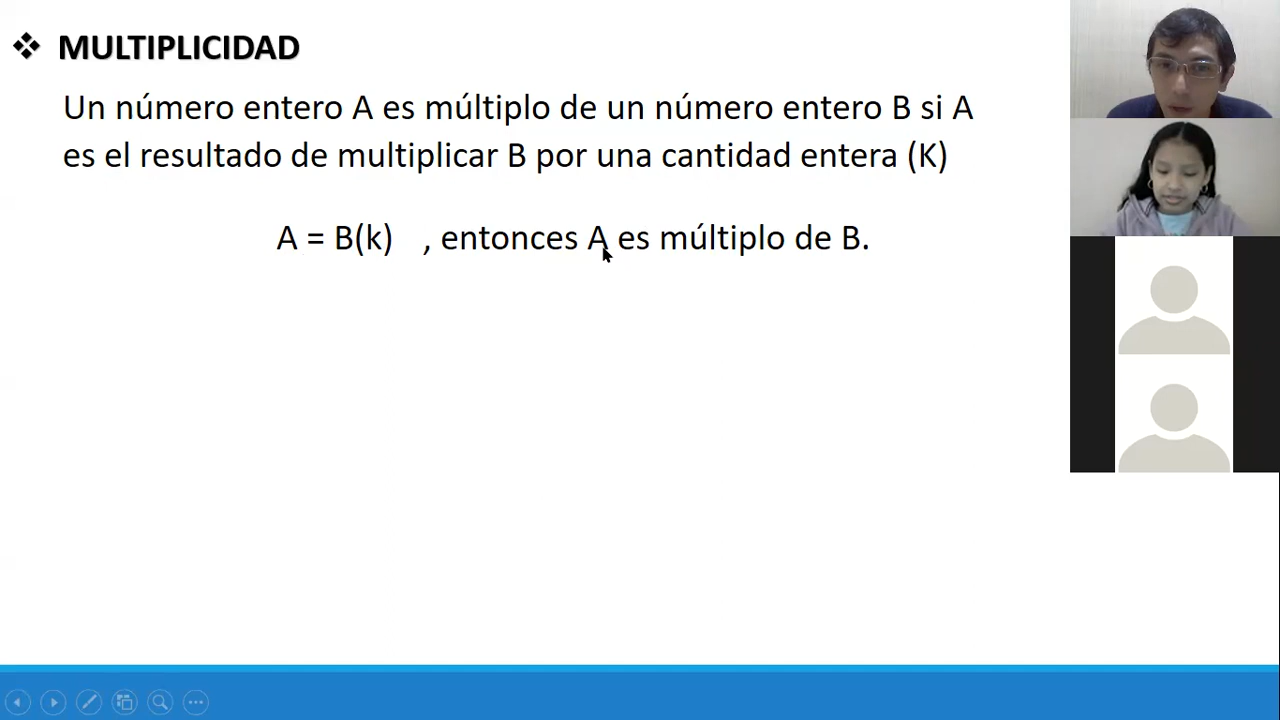 MULTIPLICIDAD
Un número entero A es múltiplo de un número entero B si A
es el resultado de multiplicar B por una cantidad entera (K)
A = B(k) , entonces A es múltiplo de B.